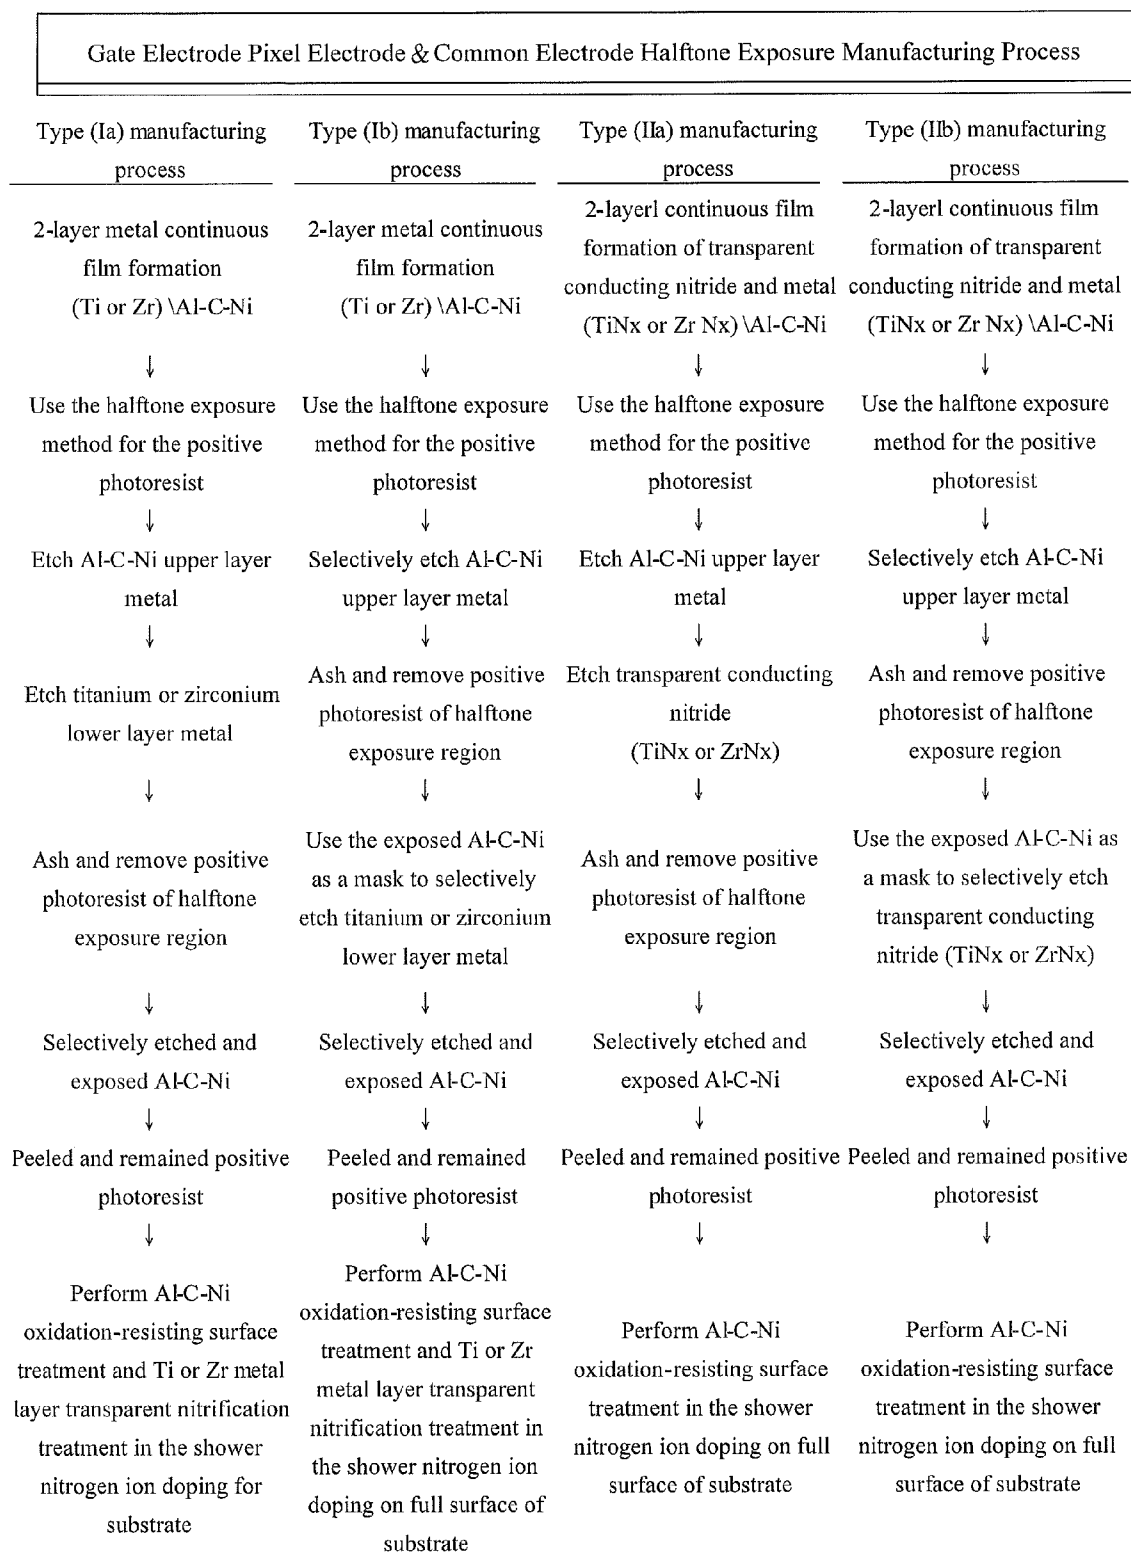 Gate Electrode Pixel Electrode & Common Electrode Halftone Exposure Manufacturing Process
Type (Ia) manufacturing
process
2-layer metal continuous
film formation
(Ti or Zr) \Al-C-Ni
↓
Use the halftone exposure
method for the positive
photoresist
↓
Etch Al-C-Ni upper layer
metal
↓
Etch titanium or zirconium
lower layer metal
↓
Ash and remove positive
photoresist of halftone
exposure region
↓
Selectively etched and
exposed Al-C-Ni
↓
Peeled and remained positive
photoresist
↓
Perform Al-C-Ni
oxidation-resisting surface
treatment and Ti or Zr metal
layer transparent nitrification
treatment in the shower
nitrogen ion doping for
substrate
Type (Ib) manufacturing
process
2-layer metal continuous
film formation
(Ti or Zr) \Al-C-Ni
↓
Use the halftone exposure
method for the positive
photoresist
↓
Selectively etch Al-C-Ni
upper layer metal
↓
Ash and remove positive
photoresist of halftone
exposure region
↓
Use the exposed Al-C-Ni
as a mask to selectively
etch titanium or zirconium
lower layer metal
↓
Selectively etched and
exposed Al-C-Ni
↓
Peeled and remained
positive photoresist
↓
Perform Al-C-Ni
oxidation-resisting surface
treatment and Ti or Zr
metal layer transparent
nitrification treatment in
the shower nitrogen ion
doping on full surface of
substrate
Type (IIa) manufacturing
process
2-layerl continuous film
formation of transparent
conducting nitride and metal
(TiNx or Zr Nx) \Al-C-Ni
↓
Use the halftone exposure
method for the positive
photoresist
↓
Etch Al-C-Ni upper layer
metal
↓
Etch transparent conducting
nitride
(TiNx or ZrNx)
↓
Ash and remove positive
photoresist of halftone
exposure region
↓
Selectively etched and
exposed Al-C-Ni
↓
Peeled and remained positive
photoresist
↓
Perform Al-C-Ni
oxidation-resisting surface
treatment in the shower
nitrogen ion doping on full
surface of substrate
Type (IIb) manufacturing
process
2-layerl continuous film
formation of transparent
conducting nitride and metal
(TiNx or Zr Nx) \Al-C-Ni
↓
Use the halftone exposure
method for the positive
photoresist
↓
Selectively etch Al-C-Ni
upper layer metal
↓
Ash and remove positive
photoresist of halftone
exposure region
↓
Use the exposed Al-C-Ni as
a mask to selectively etch
transparent conducting
nitride (TiNx or ZrNx)
↓
Selectively etched and
exposed Al-C-Ni
↓
Peeled and remained positive
photoresist
↓
Perform Al-C-Ni
oxidation-resisting surface
treatment in the shower
nitrogen ion doping on full
surface of substrate